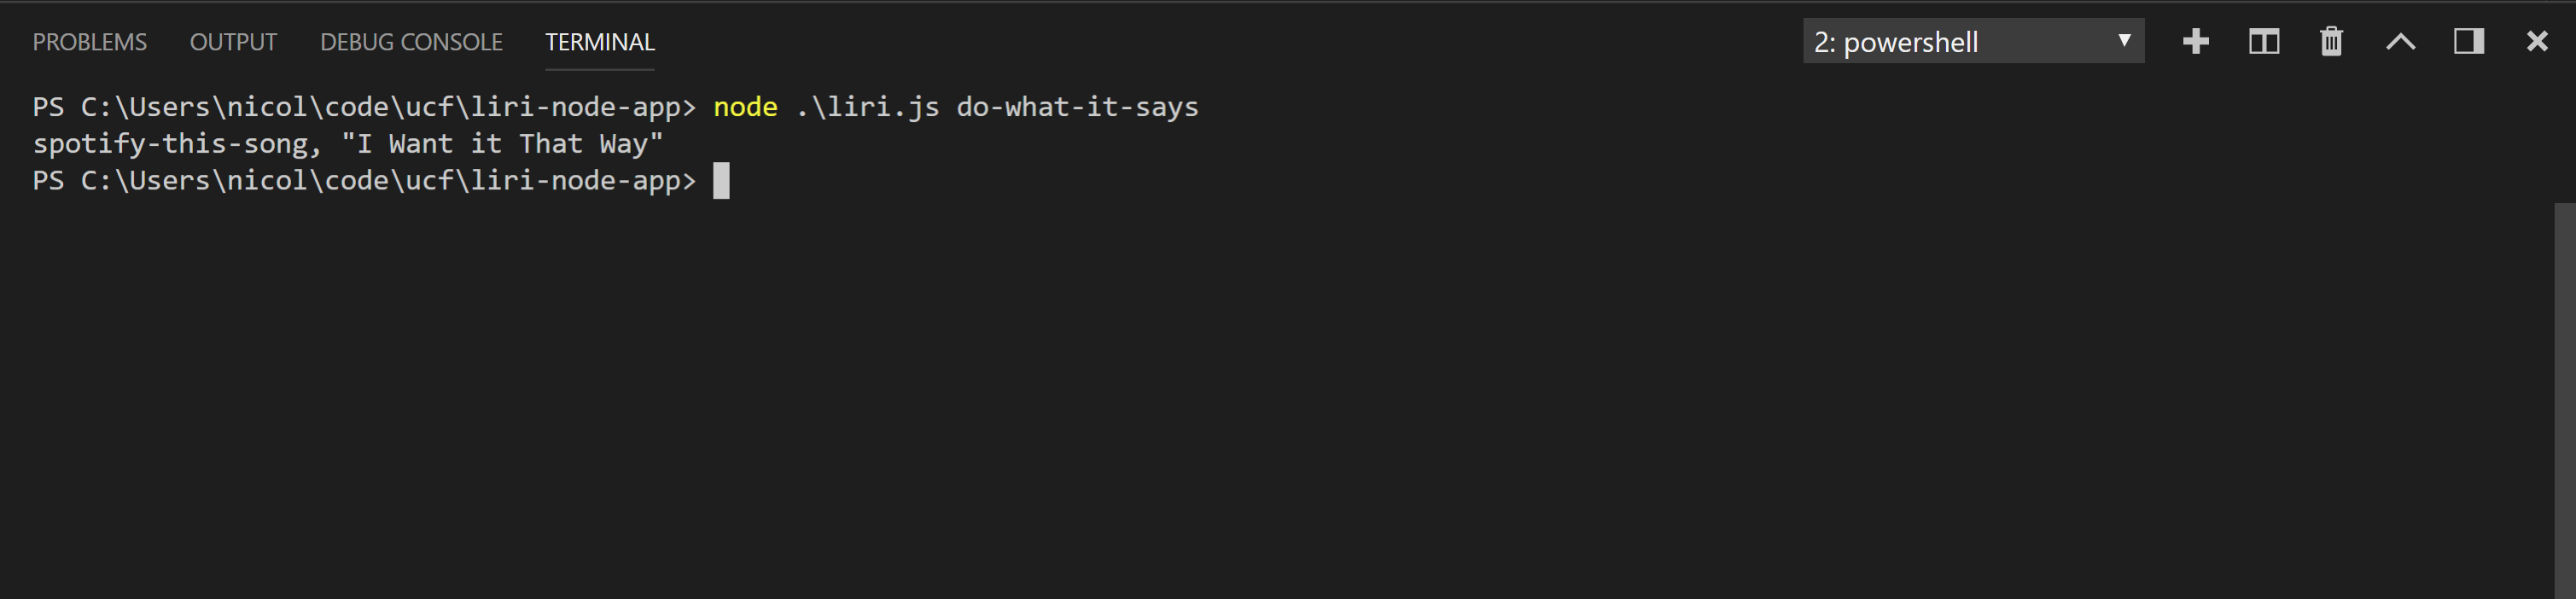 PROBLEMS OUTPUT DEBUG CONSOLE TERMINAL 2: powershell
PS C:\Users\nicol\code\ucf\liri-node-app> node .\liri.js do-what-it-says
spotify-this-song, "I Want it That Way"
PS C:\Users\nicol\code\ucf\liri-node-app>